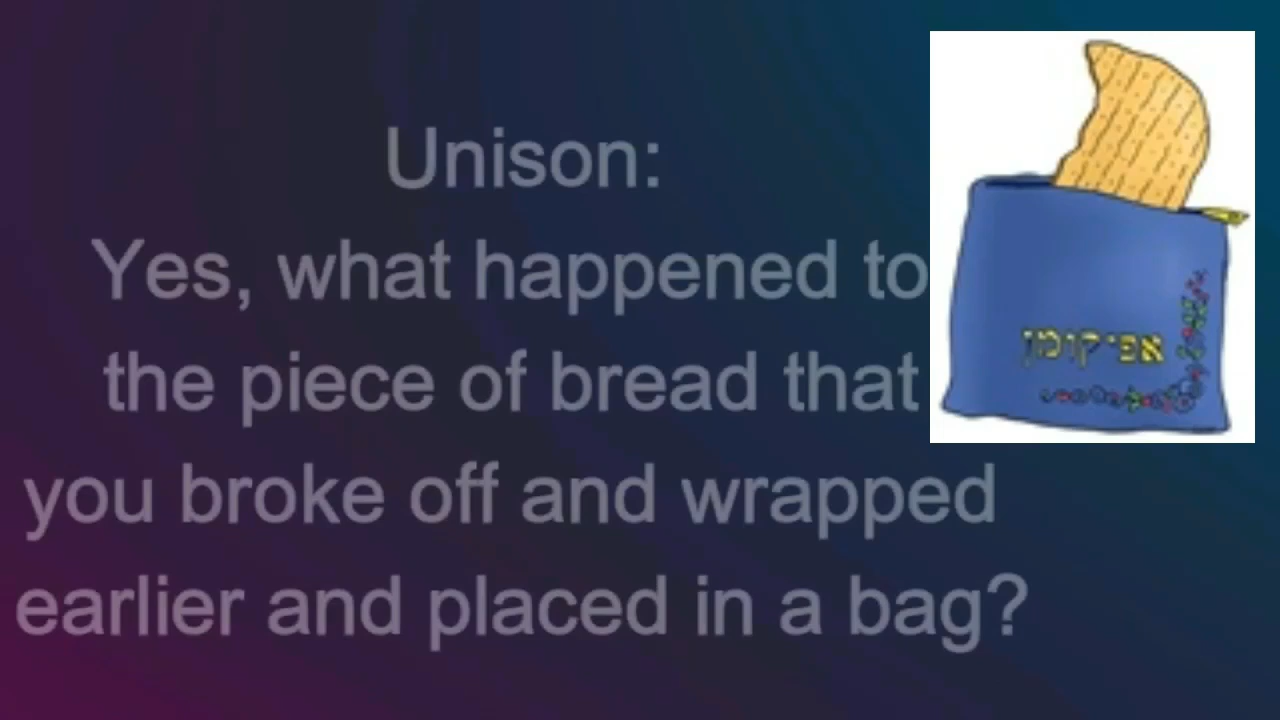 Unison:
Yes, what happened to
the piece of bread that
you broke off and wrapped
earlier and placed in a bag?
אפיקומן